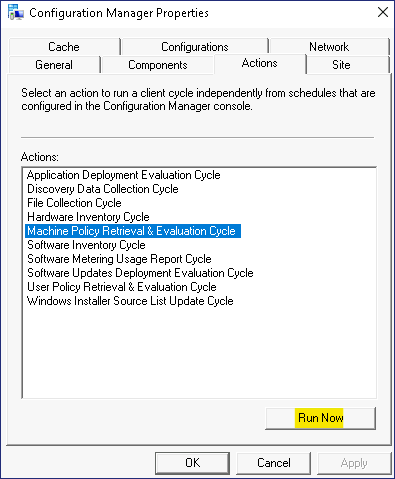 Configuration Manager Properties
Cache
Configurations
Network
General
Components
Actions
Site
Select an action to run a client cycle independently from schedules that are
configured in the Configuration Manager console.
Actions:
Application Deployment Evaluation Cycle
Discovery Data Collection Cycle
File Collection Cycle
Hardware Inventory Cycle
Machine Policy Retrieval & Evaluation Cycle
Software Inventory Cycle
Software Metering Usage Report Cycle
Software Updates Deployment Evaluation Cycle
User Policy Retrieval & Evaluation Cycle
Windows Installer Source List Update Cycle
Run Now
OK
Cancel
Apply